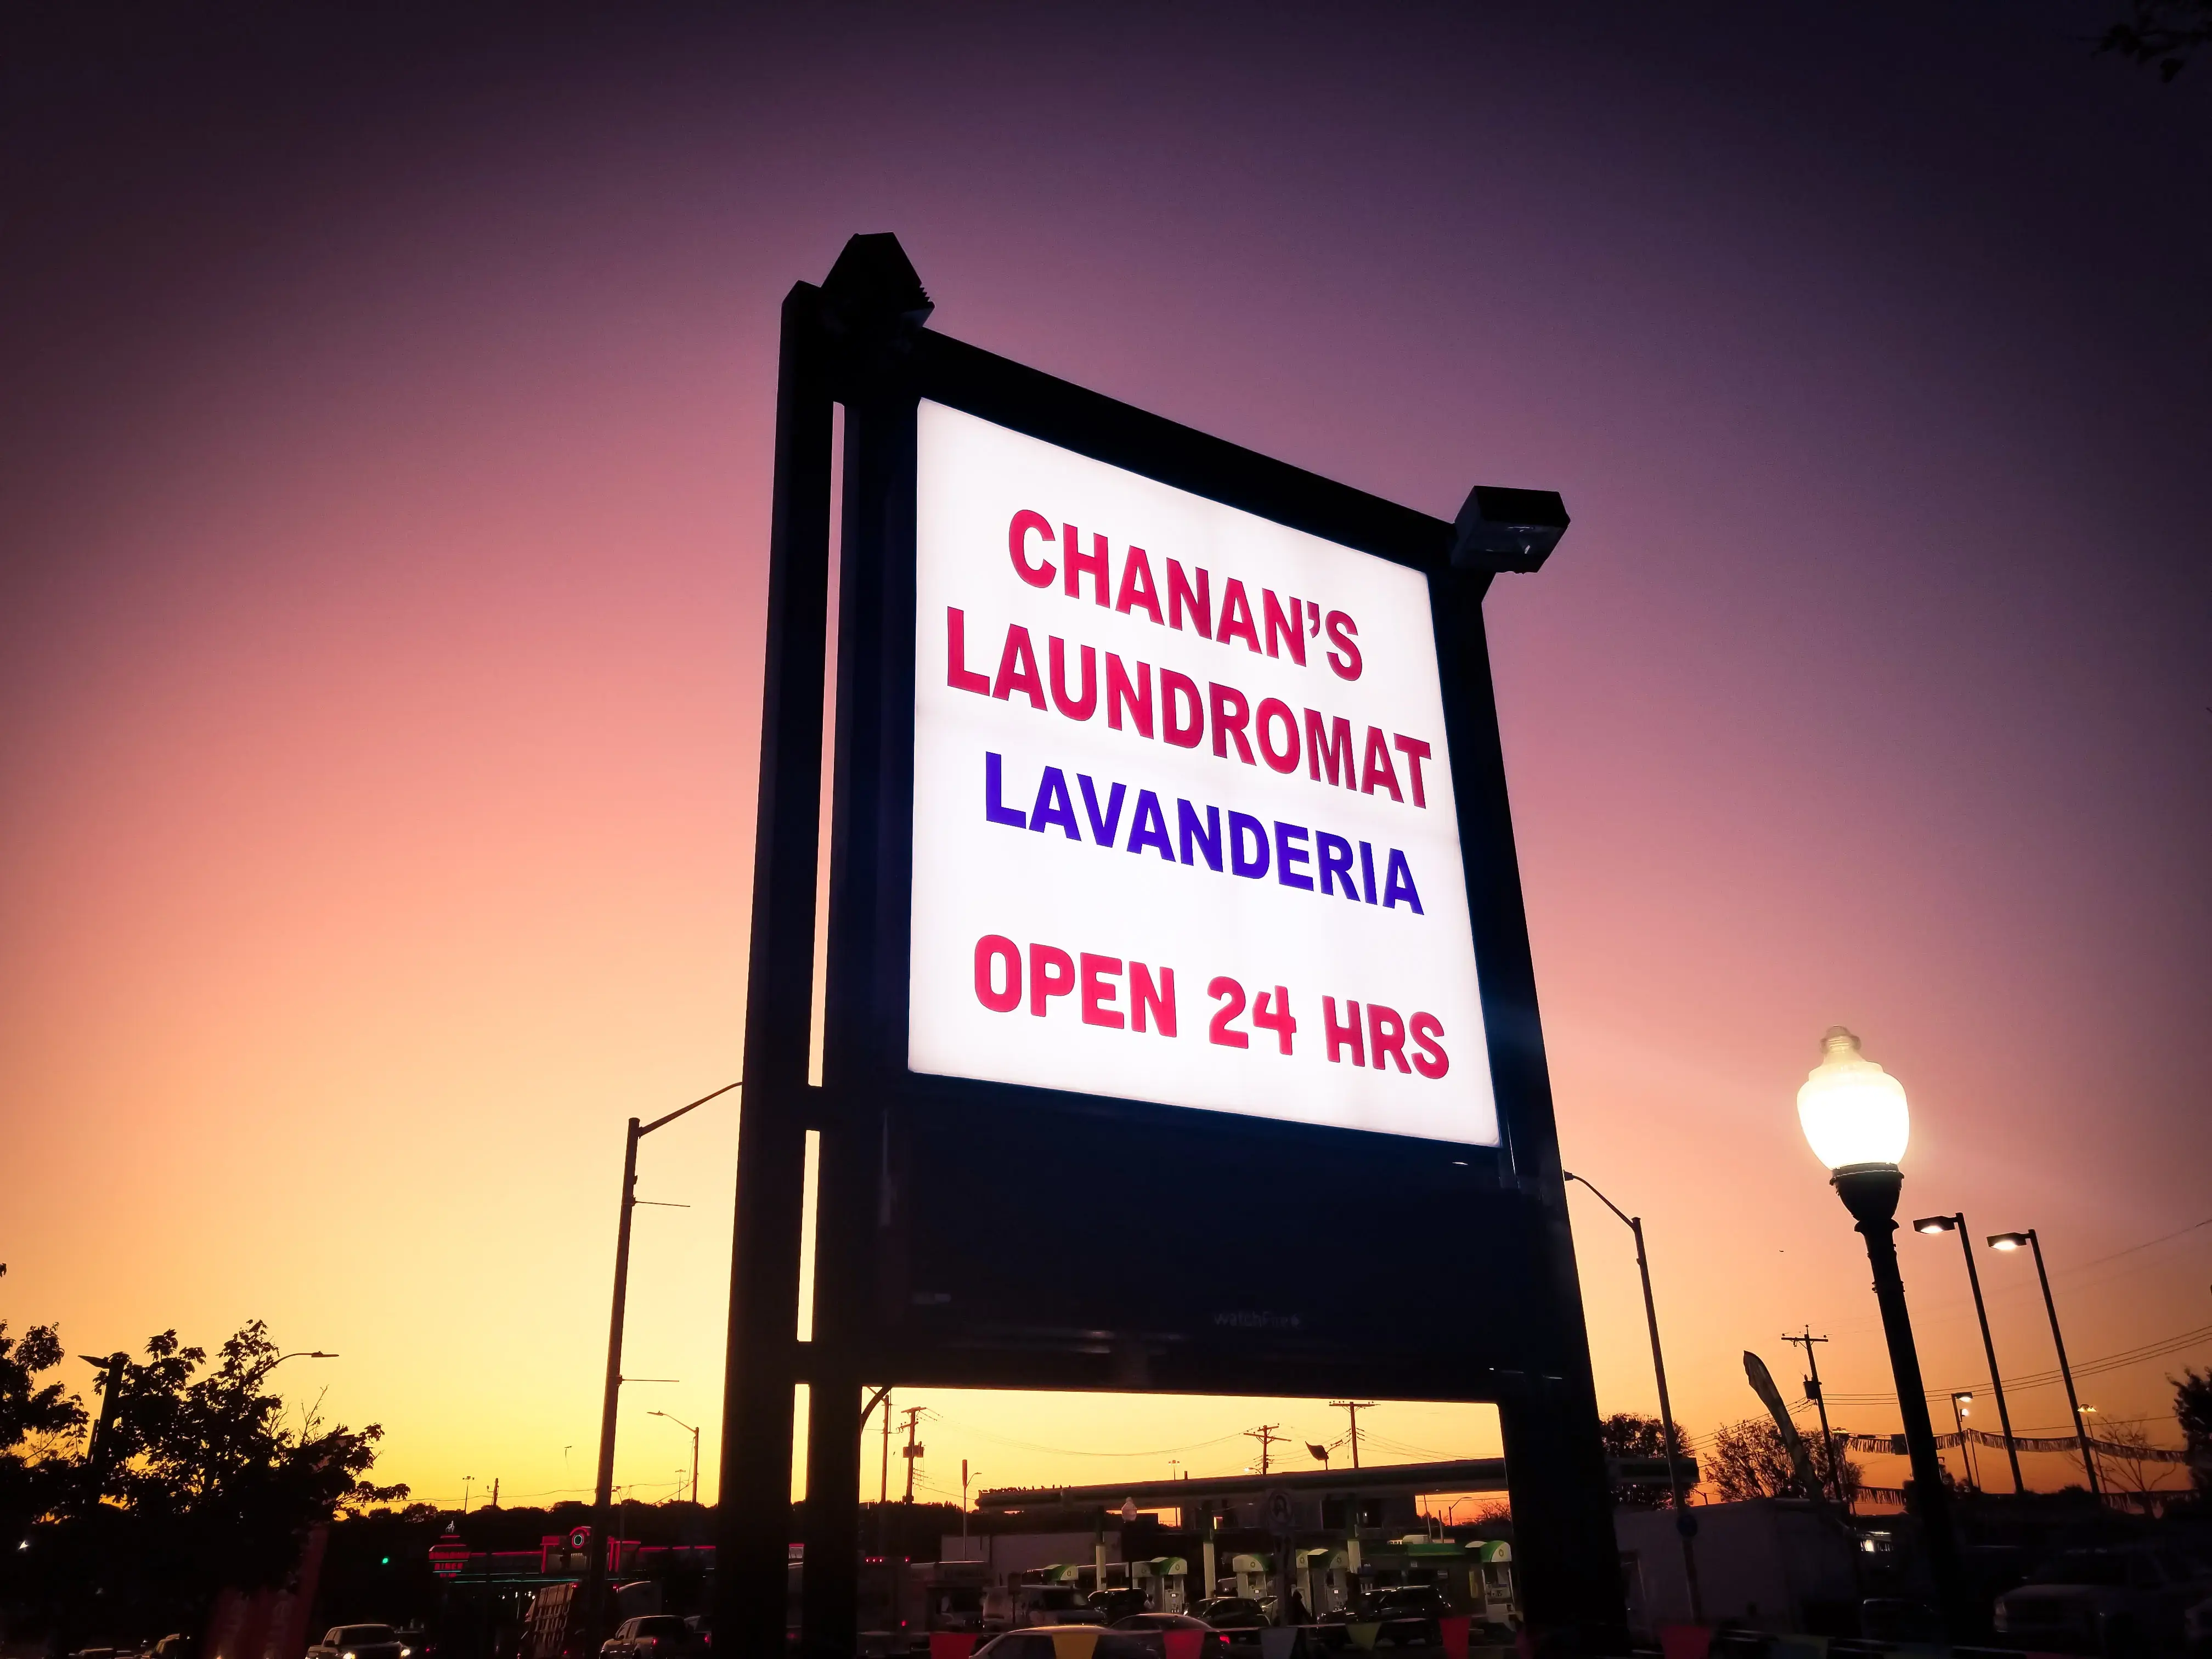 CHANAN'S
LAUNDROMAT
LAVANDERIA
OPEN 24 HRS